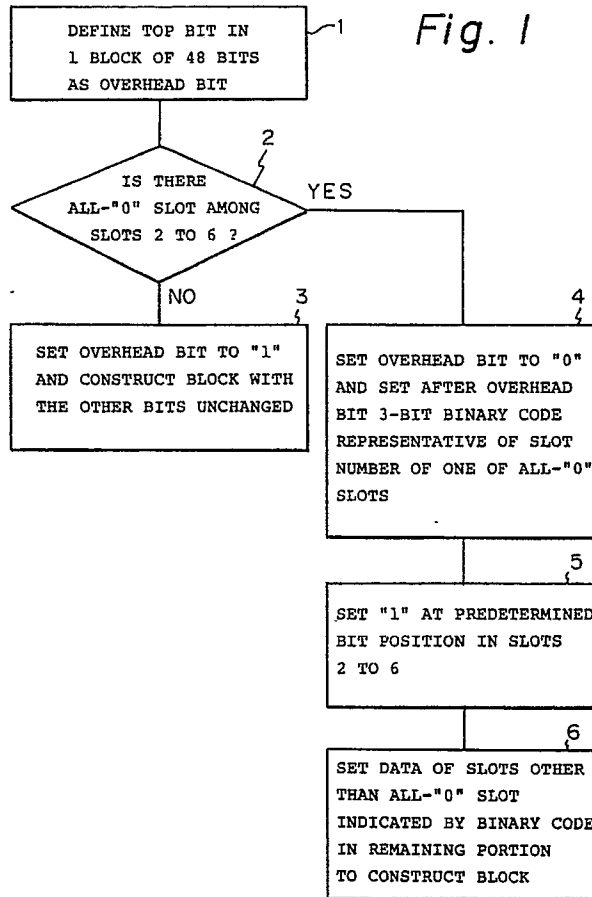 Fig. 1
1
DEFINE TOP BIT IN
1 BLOCK OF 48 BITS
AS OVERHEAD BIT
2
IS THERE
ALL-"0" SLOT AMONG
SLOTS 2 TO 6 ?
YES
NO
3
SET OVERHEAD BIT TO "1"
AND CONSTRUCT BLOCK WITH
THE OTHER BITS UNCHANGED
4
SET OVERHEAD BIT TO "0"
AND SET AFTER OVERHEAD
BIT 3-BIT BINARY CODE
REPRESENTATIVE OF SLOT
NUMBER OF ONE OF ALL-"0"
SLOTS
5
SET "1" AT PREDETERMINED
BIT POSITION IN SLOTS
2 TO 6
6
SET DATA OF SLOTS OTHER
THAN ALL-"0" SLOT
INDICATED BY BINARY CODE
IN REMAINING PORTION
TO CONSTRUCT BLOCK